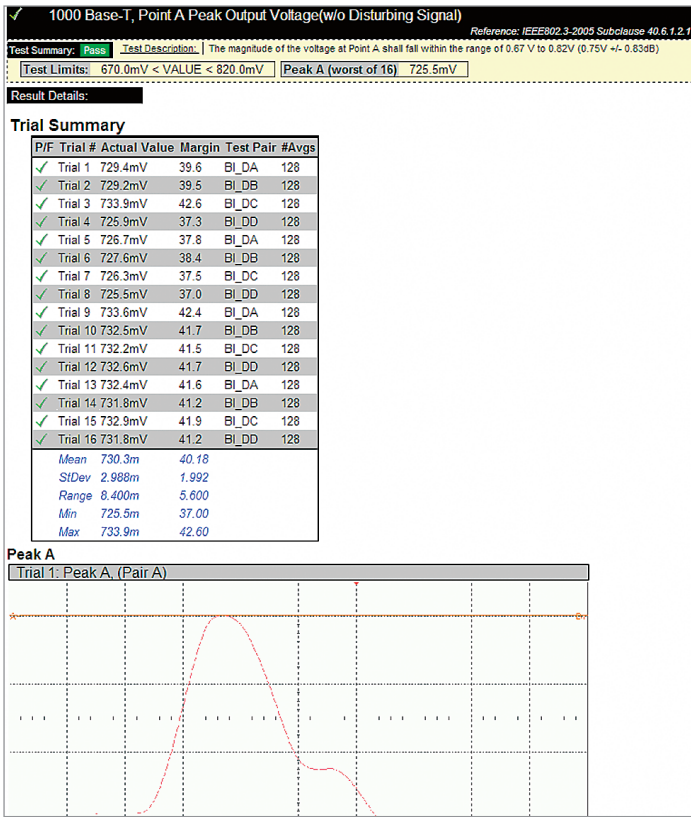 1000 Base-T, Point A Peak Output Voltage(w/o Disturbing Signal)
Reference: IEEE802.3-2005 Subclause 40.6.1.2.1
Test Summary: Pass Test Description: The magnitude of the voltage at Point A shall fall within the range of 0.67 V to 0.82V (0.75V +/- 0.83dB)
Test Limits: 670.0mV < VALUE < 820.0mV Peak A (worst of 16) 725.5mV
Result Details:
Trial Summary
P/F Trial # Actual Value Margin Test Pair #Avgs
Trial 1 729.4mV 39.6 BI_DA 128
Trial 2 729.2mV 39.5 BI_DB 128
Trial 3 733.9mV 42.6 BI_DC 128
Trial 4 725.9mV 37.3 BI_DD 128
Trial 5 726.7mV 37.8 BI_DA 128
Trial 6 727.6mV 38.4 BI_DB 128
Trial 7 726.3mV 37.5 BI_DC 128
Trial 8 725.5mV 37.0 BI_DD 128
Trial 9 733.6mV 42.4 BI_DA 128
Trial 10 732.5mV 41.7 BI_DB 128
Trial 11 732.2mV 41.5 BI_DC 128
Trial 12 732.6mV 41.7 BI_DD 128
Trial 13 732.4mV 41.6 BI_DA 128
Trial 14 731.8mV 41.2 BI_DB 128
Trial 15 732.9mV 41.9 BI_DC 128
Trial 16 731.8mV 41.2 BI_DD 128
Mean 730.3m 40.18
StDev 2.988m 1.992
Range 8.400m 5.600
Min 725.5m 37.00
Max 733.9m 42.60
Peak A
Trial 1: Peak A, (Pair A)